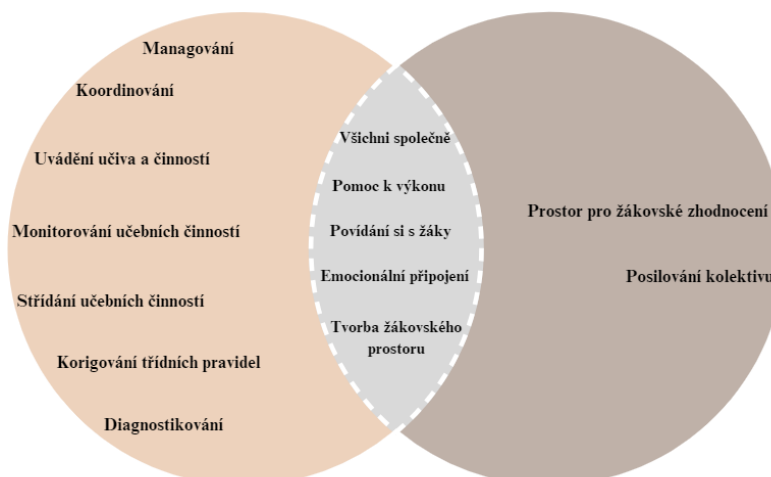 Managování
Koordinování
Uvádění učiva a činností
Monitorování učebních činností
Střídání učebních činností
Korigování třídních pravidel
Diagnostikování
Všichni společně
Pomoc k výkonu
Povídání si s žáky
Emocionální připojení
Tvorba žákovského
prostoru
Prostor pro žákovské zhodnocení
Posilování kolektivu